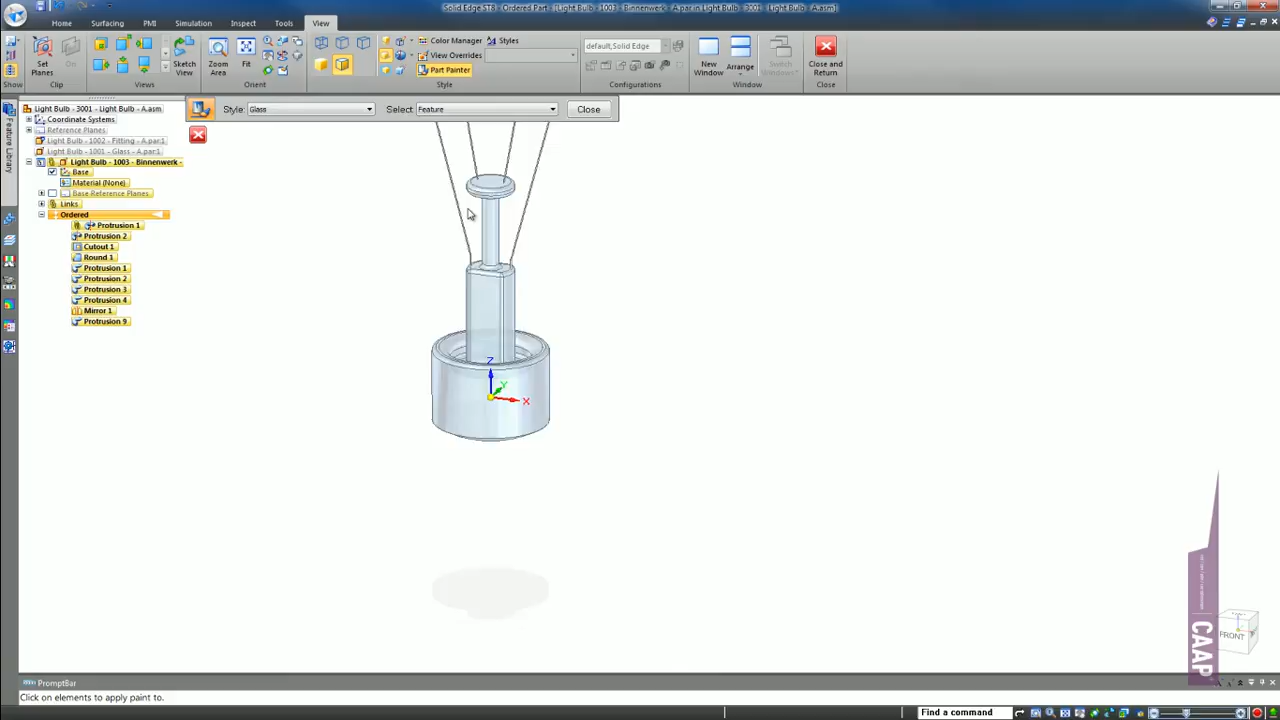 Solid Edge ST8 - Ordered Part - [Light Bulb - 1003 - Binnenwerk - A.par in Light Bulb - 3001 - Light Bulb - A.asm]
Home Surfacing PMI Simulation Inspect Tools View
Set Planes
On
Sketch View
Zoom Area
Fit
Color Manager
Styles
View Overrides
Part Painter
default,Solid Edge
New Window
Arrange
Switch Windows
Close and Return
Show Clip Views Orient Style Configurations Window Close
Light Bulb - 3001 - Light Bulb - A.asm
Style: Glass Select Feature Close
Coordinate Systems
Reference Planes
Light Bulb - 1002 - Fitting - A.par:1
Light Bulb - 1001 - Glass - A.par:1
Light Bulb - 1003 - Binnenwerk -
Base
Material (None)
Base Reference Planes
Links
Ordered
Protrusion 1
Protrusion 2
Cutout 1
Round 1
Protrusion 1
Protrusion 2
Protrusion 3
Protrusion 4
Mirror 1
Protrusion 9
Feature Library
Z
Y
X
FRONT
CAAP
PromptBar
Click on elements to apply paint to.
Find a command